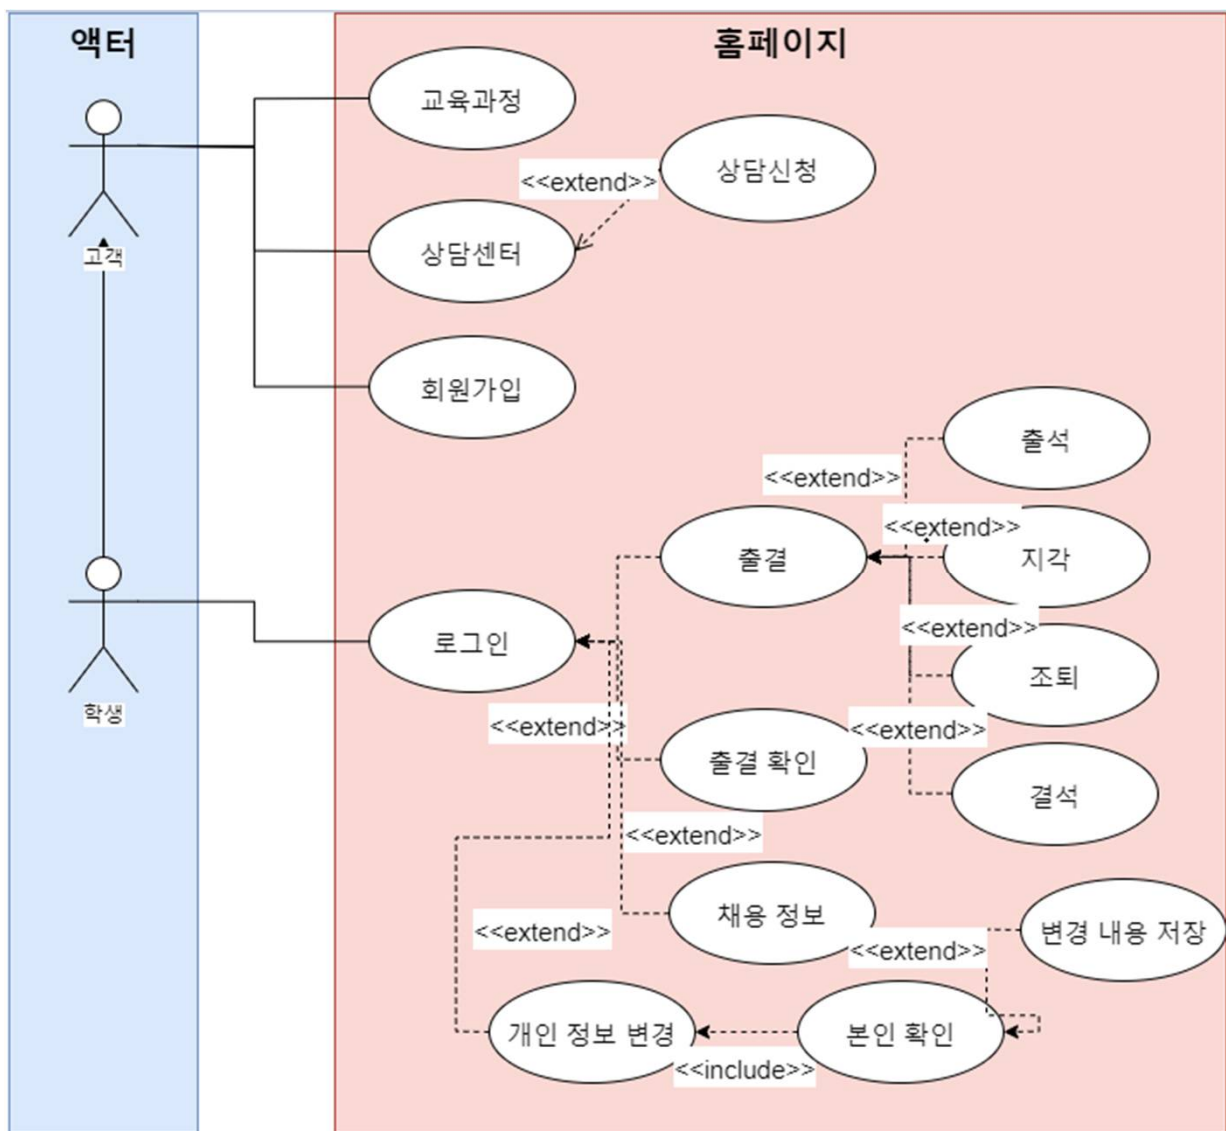 액터
홈페이지
교육과정
상담신청
<<extend>>
상담센터
고객
회원가입
출석
<<extend>>
<<extend>>
출결
지각
<<extend>>
로그인
조퇴
학생
<<extend>>
<<extend>>
출결 확인
결석
<<extend>>
채용 정보
<<extend>>
<<extend>>
변경 내용 저장
개인 정보 변경
본인 확인
<<include>>